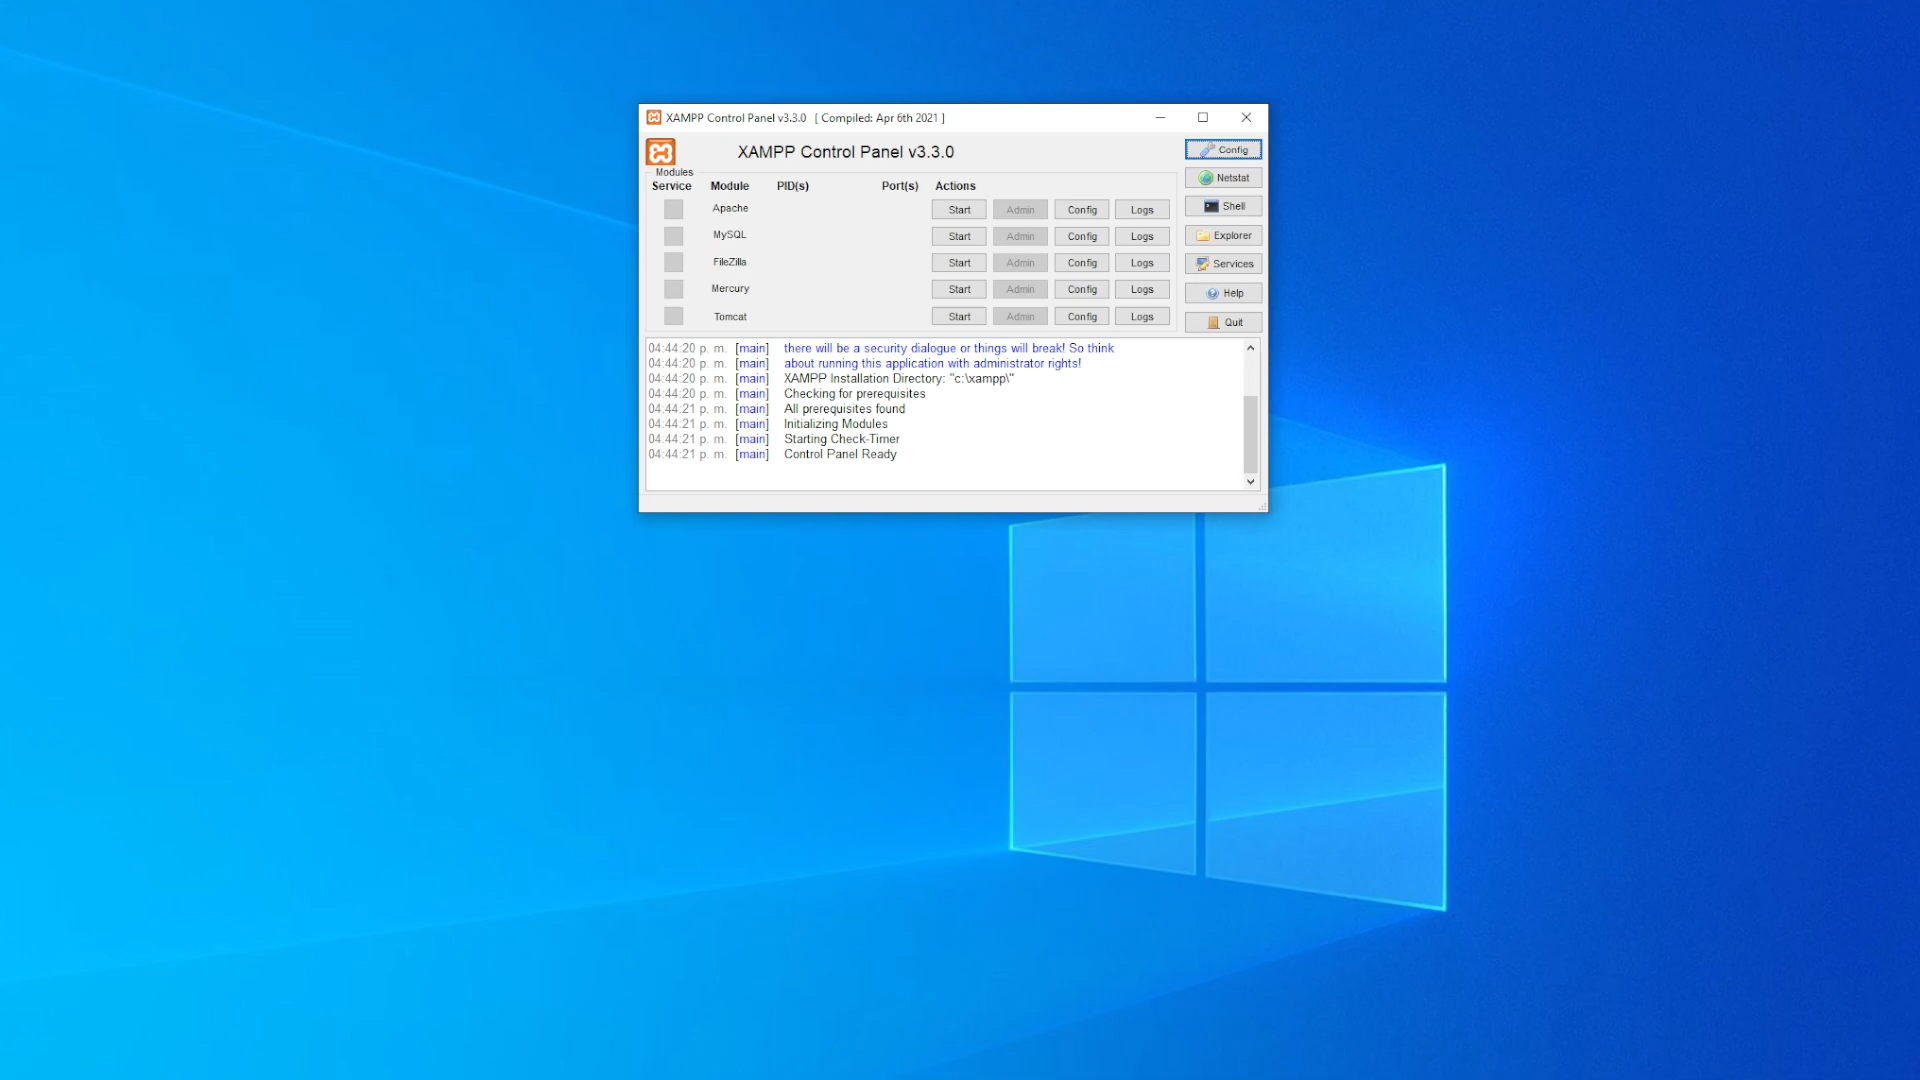 XAMPP Control Panel v3.3.0 [ Compiled: Apr 6th 2021 ]
XAMPP Control Panel v3.3.0
Config
Modules
Service Module PID(s) Port(s) Actions
Netstat
Apache Start Admin Config Logs
Shell
MySQL Start Admin Config Logs
Explorer
FileZilla Start Admin Config Logs
Services
Mercury Start Admin Config Logs
Help
Tomcat Start Admin Config Logs
Quit
04:44:20 p. m. [main] there will be a security dialogue or things will break! So think
04:44:20 p. m. [main] about running this application with administrator rights!
04:44:20 p. m. [main] XAMPP Installation Directory: "c:\xampp\"
04:44:20 p. m. [main] Checking for prerequisites
04:44:21 p. m. [main] All prerequisites found
04:44:21 p. m. [main] Initializing Modules
04:44:21 p. m. [main] Starting Check-Timer
04:44:21 p. m. [main] Control Panel Ready